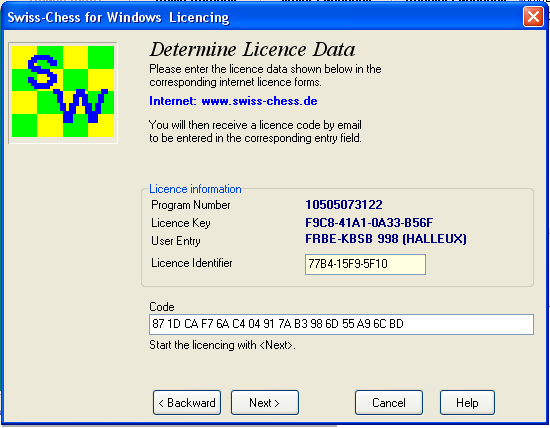 Swiss-Chess for Windows Licencing
SW
Determine Licence Data
Please enter the licence data shown below in the
corresponding internet licence forms.
Internet: www.swiss-chess.de
You will then receive a licence code by email
to be entered in the corresponding entry field.
Licence information
Program Number 10505073122
Licence Key F9C8-41A1-0A33-B56F
User Entry FRBE-KBSB 998 (HALLEUX)
Licence Identifier 77B4-15F9-5F10
Code
87 1D CA F7 6A C4 04 91 7A B3 98 6D 55 A9 6C BD
Start the licencing with <Next>.
< Backward Next > Cancel Help